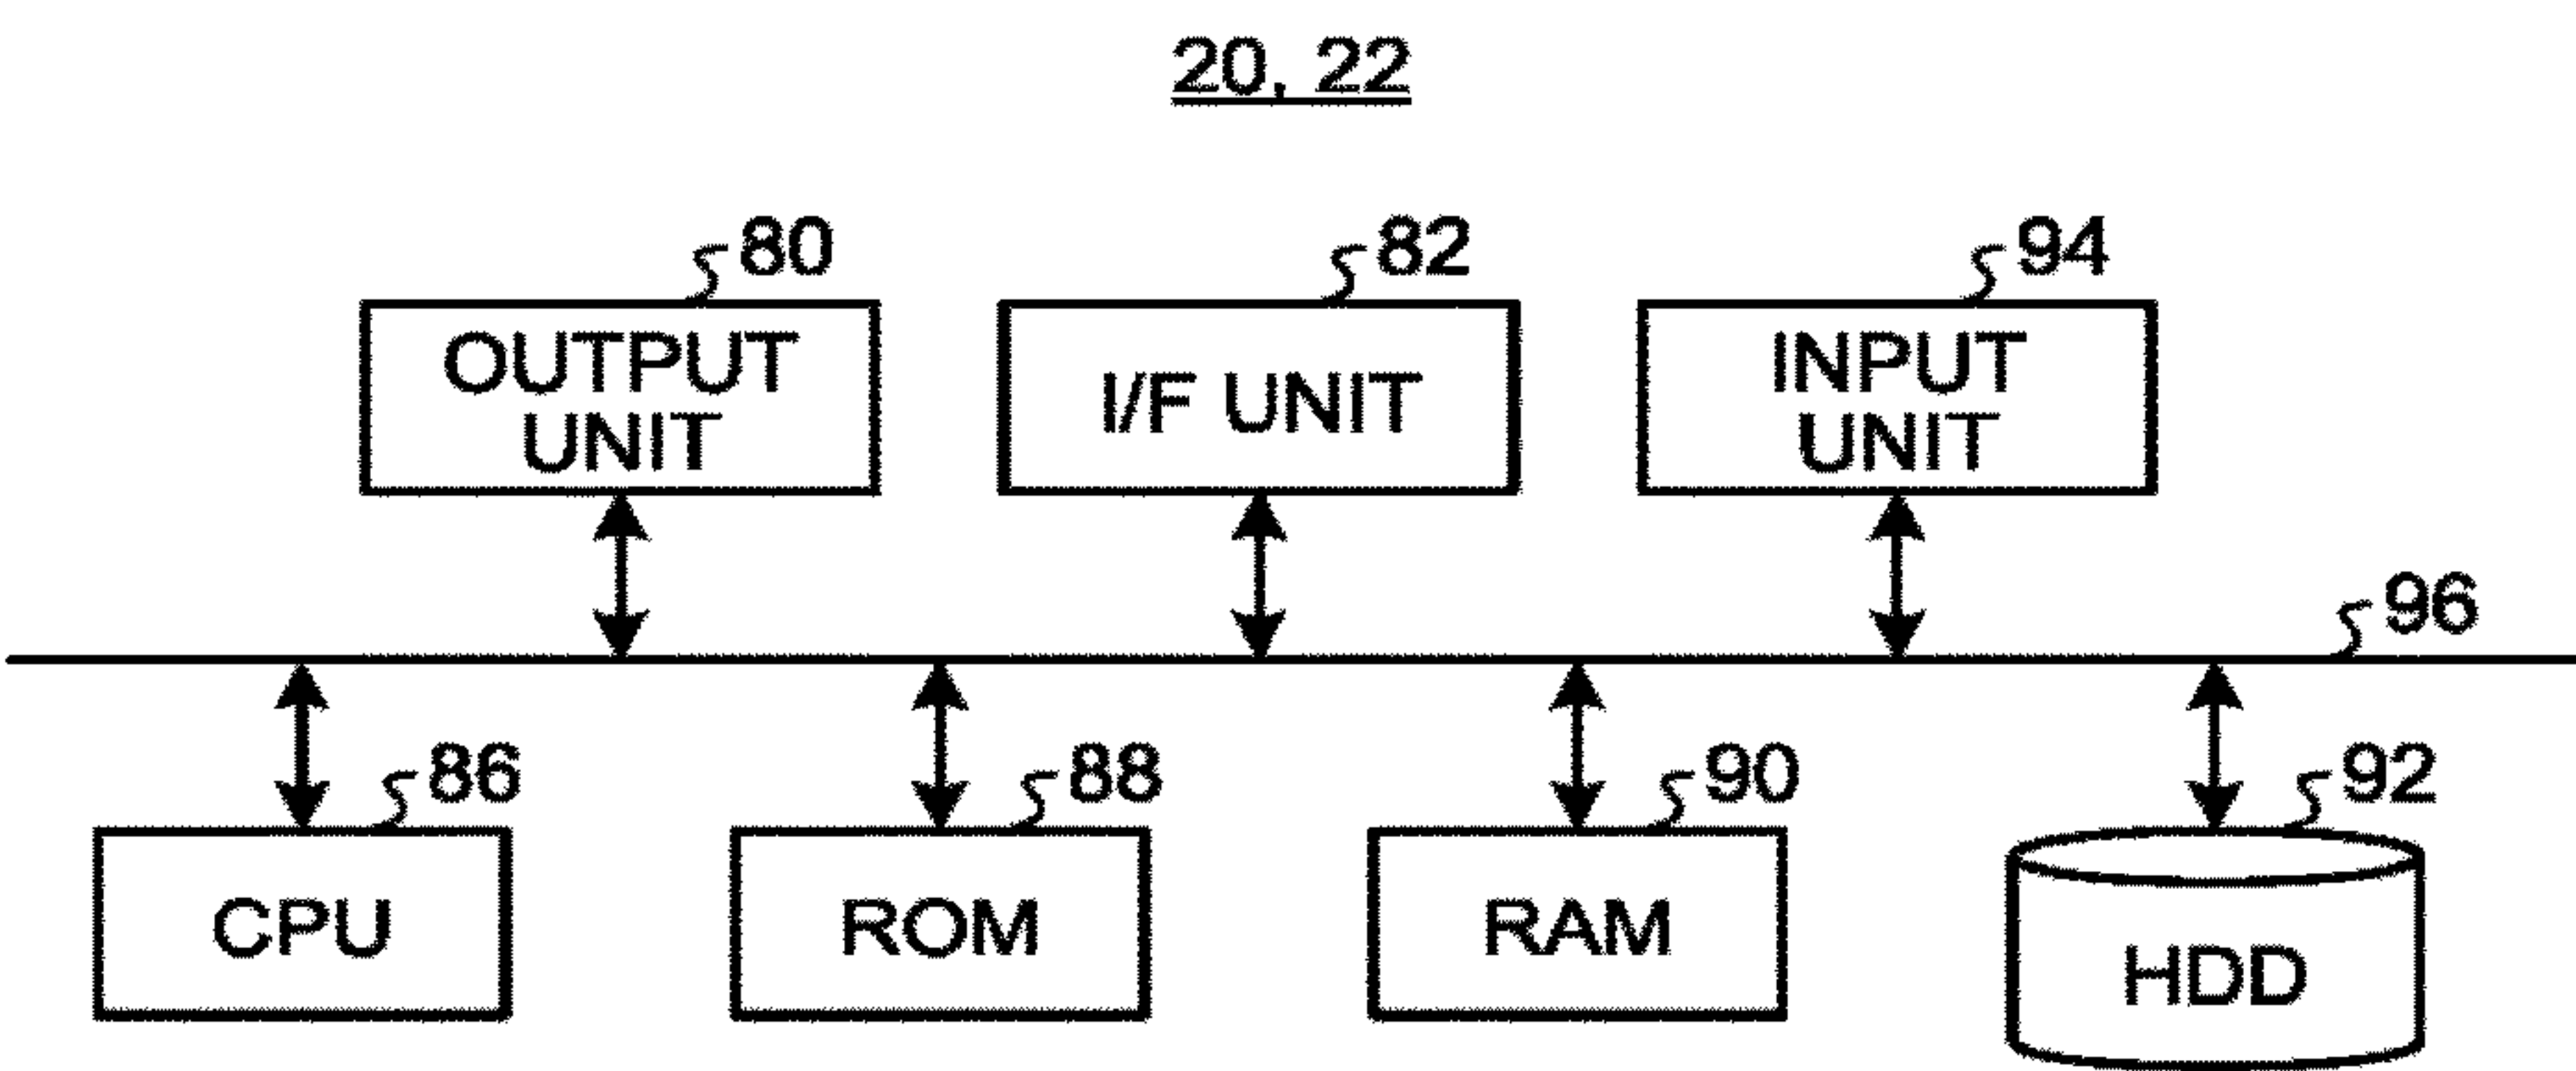 20, 22
80
82
94
OUTPUT
UNIT
I/F UNIT
INPUT
UNIT
96
86
88
90
92
CPU
ROM
RAM
HDD